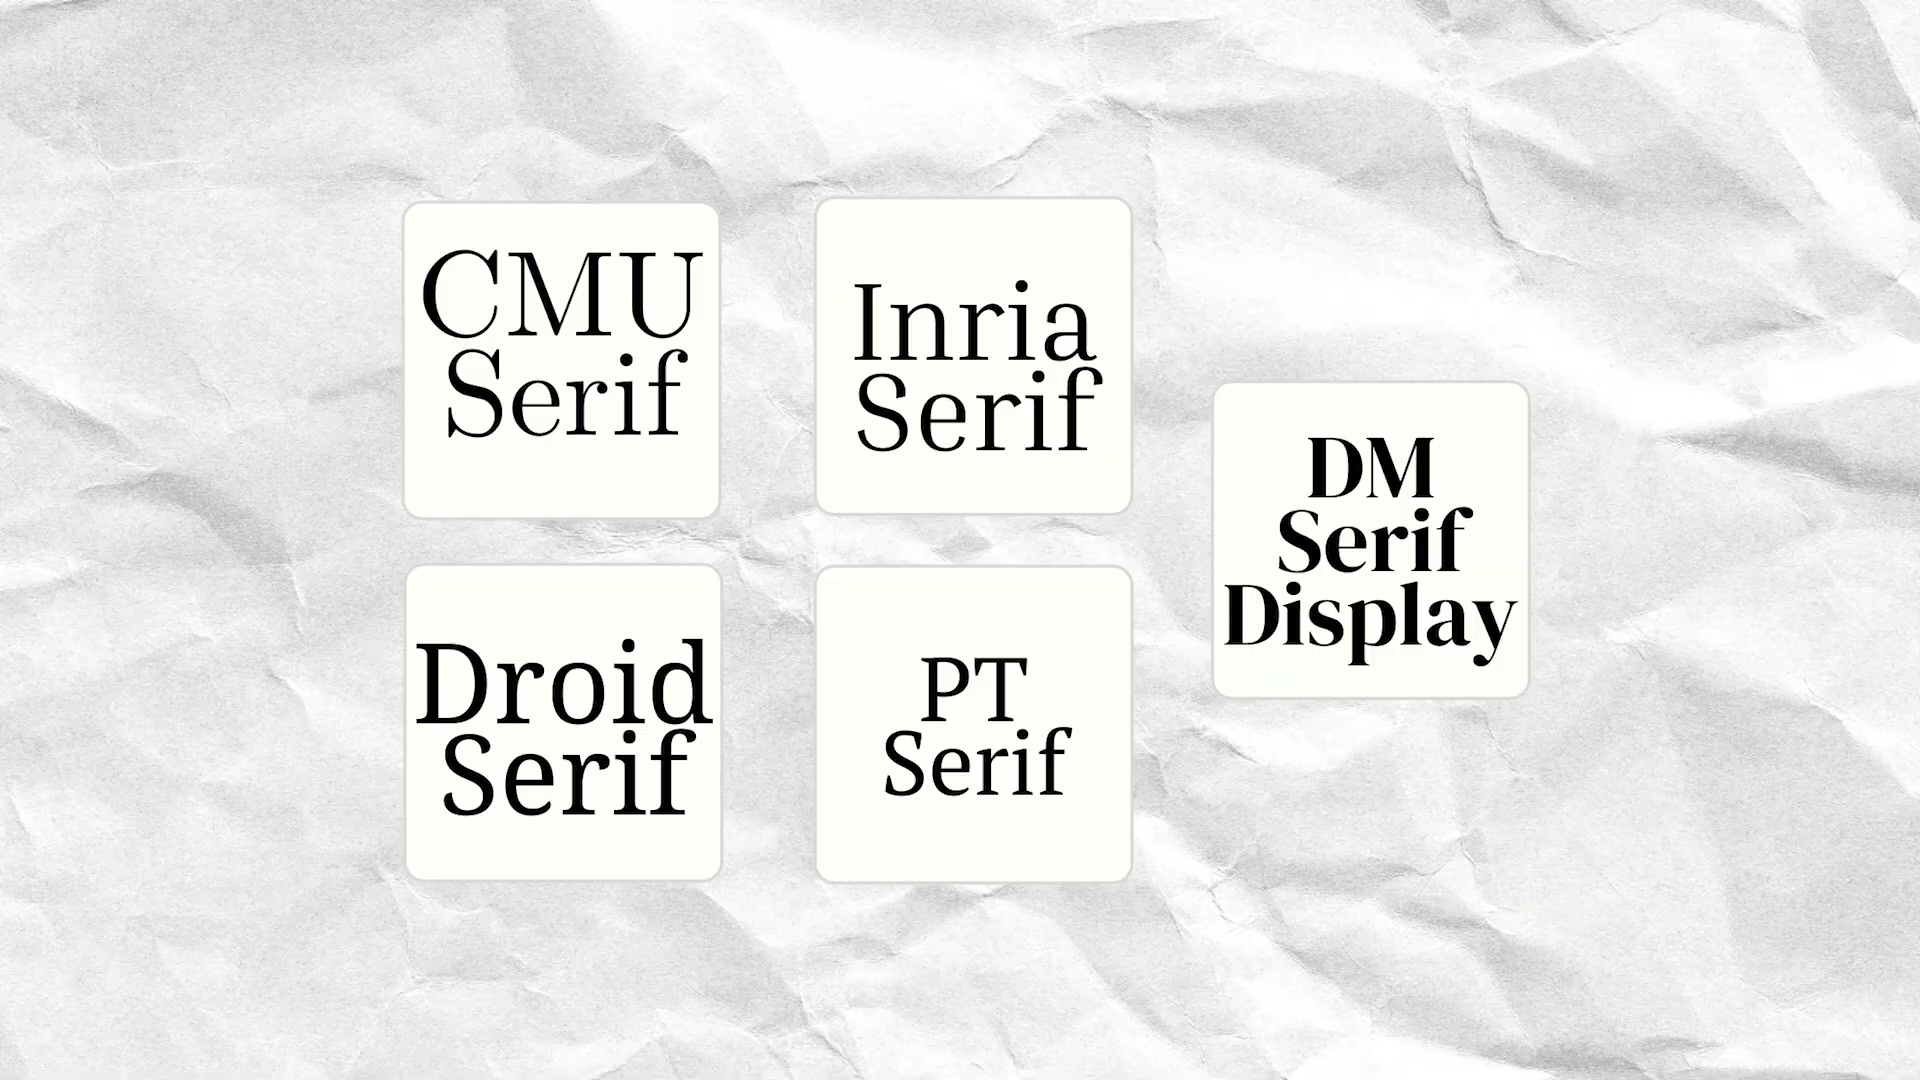 CMU
Serif
Inria
Serif
DM
Serif
Display
Droid
Serif
PT
Serif